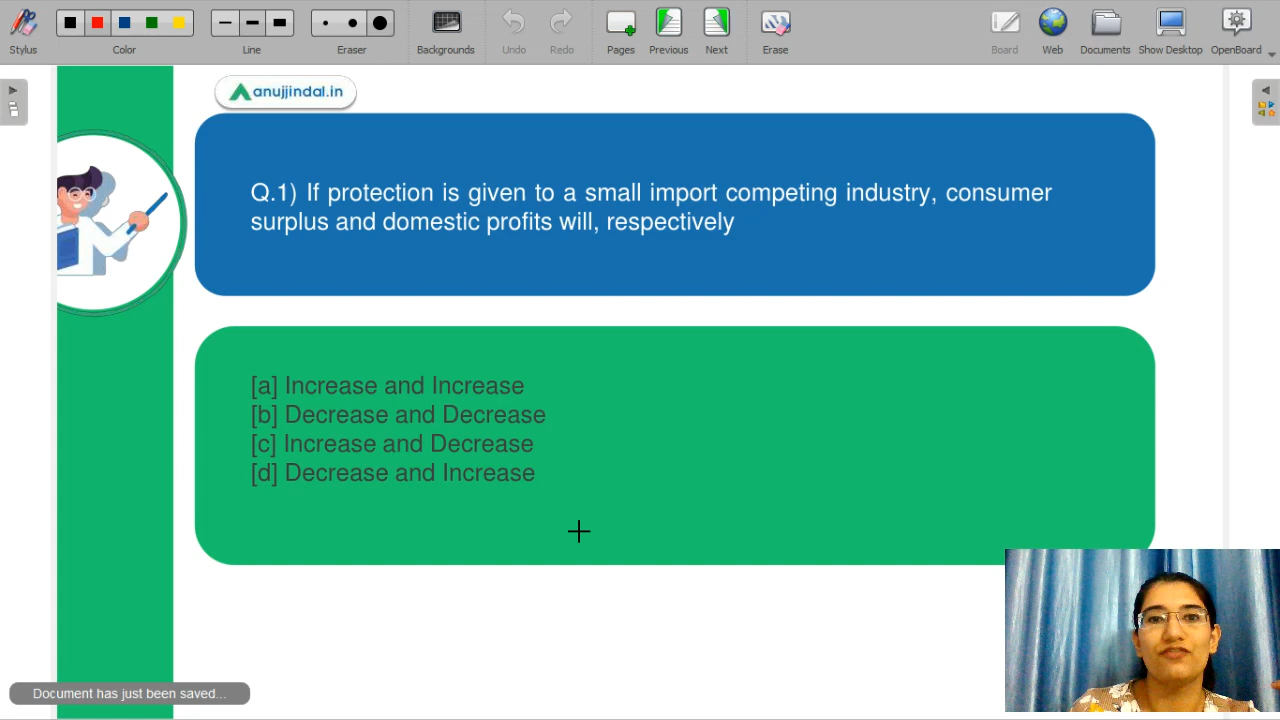 Stylus
Color
Line
Eraser
Backgrounds
Undo
Redo
Pages
Previous
Next
Erase
Board
Web
Documents
Show Desktop
OpenBoard
anujjindal.in
Q.1) If protection is given to a small import competing industry, consumer
surplus and domestic profits will, respectively
[a] Increase and Increase
[b] Decrease and Decrease
[c] Increase and Decrease
[d] Decrease and Increase
Document has just been saved...